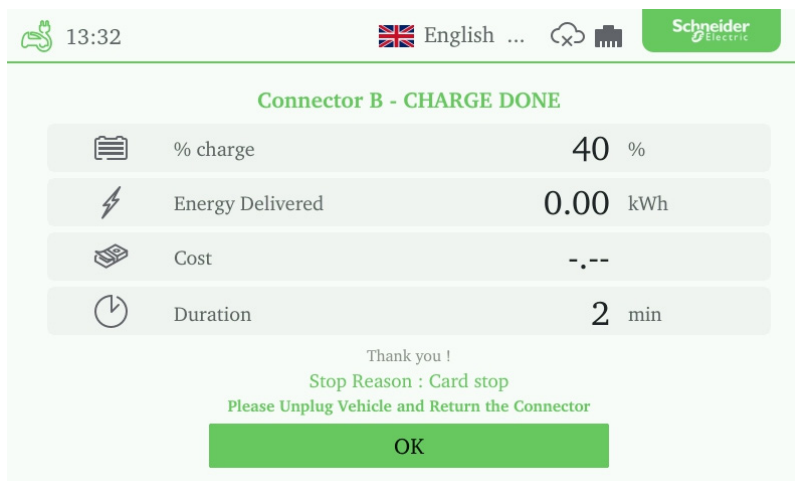 13:32 English ... Schneider Electric
Connector B - CHARGE DONE
% charge 40 %
Energy Delivered 0.00 kWh
Cost -.--
Duration 2 min
Thank you !
Stop Reason : Card stop
Please Unplug Vehicle and Return the Connector
OK